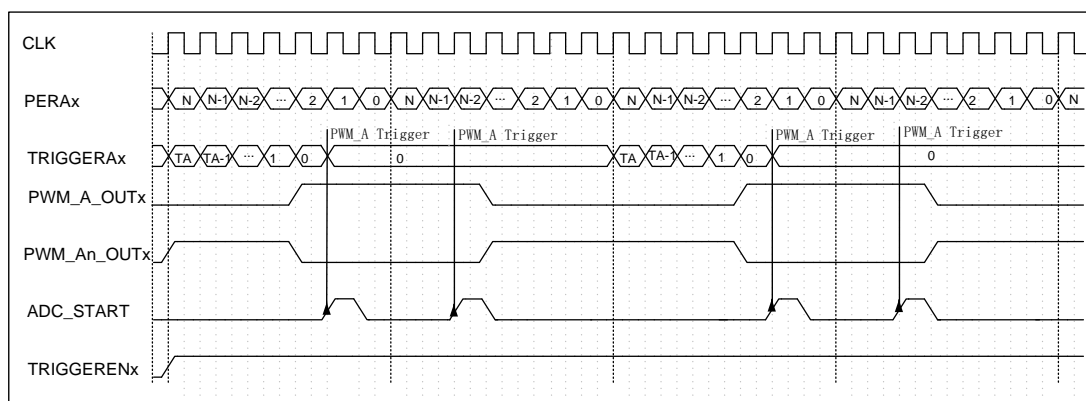 CLK
PERAx N N-1 N-2 ... 2 1 0 N N-1 N-2 ... 2 1 0 N N-1 N-2 ... 2 1 0 N N-1 N-2 ... 2 1 0 N
PWM_A Trigger PWM_A Trigger PWM_A Trigger PWM_A Trigger
TRIGGERAx TA TA-1 ... 1 0 0 TA TA-1 ... 1 0 0
PWM_A_OUTx
PWM_An_OUTx
ADC_START
TRIGGERENx